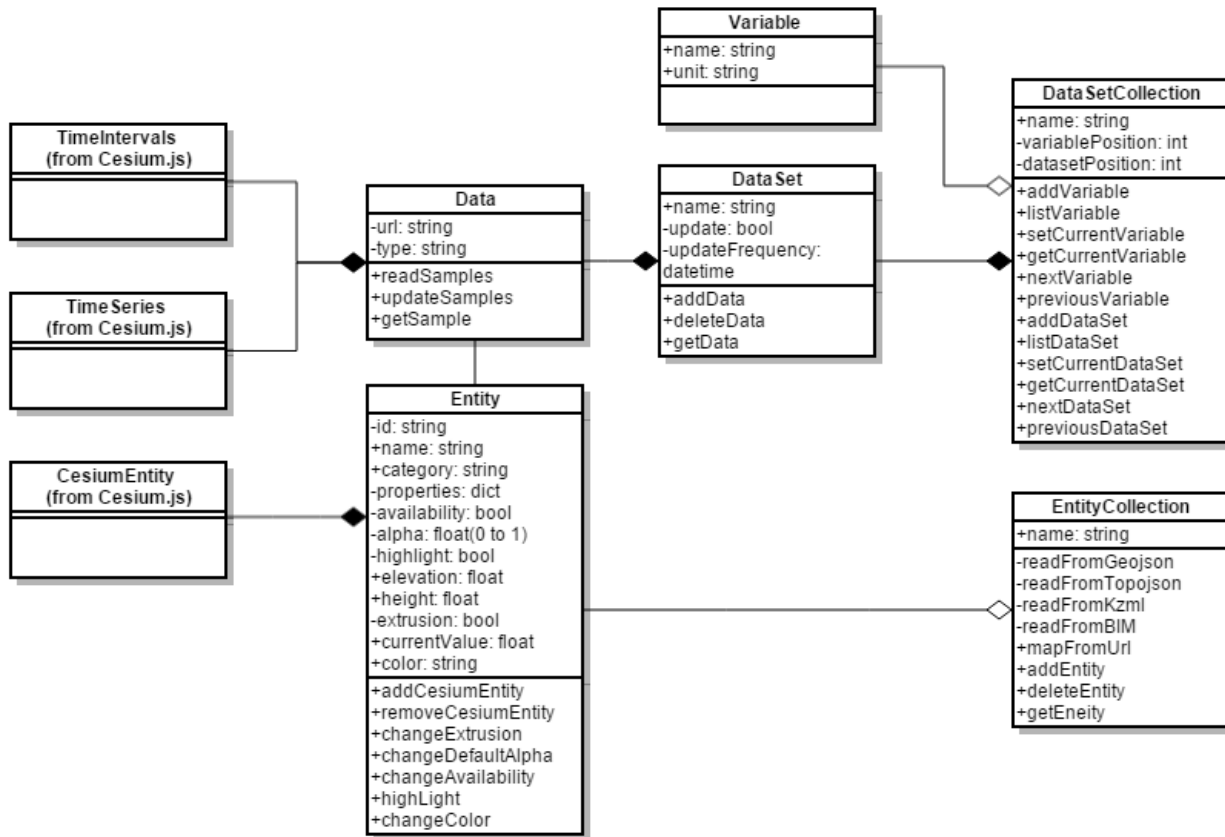 Variable
+name: string
+unit: string
DataSetCollection
+name: string
-variablePosition: int
-datasetPosition: int
+addVariable
+listVariable
+setCurrentVariable
+getCurrentVariable
+nextVariable
+previousVariable
+addDataSet
+listDataSet
+setCurrentDataSet
+getCurrentDataSet
+nextDataSet
+previousDataSet
TimeIntervals
(from Cesium.js)
Data
-url: string
-type: string
+readSamples
+updateSamples
+getSample
DataSet
+name: string
-update: bool
-updateFrequency:
datetime
+addData
+deleteData
+getData
TimeSeries
(from Cesium.js)
Entity
-id: string
+name: string
+category: string
-properties: dict
-availability: bool
-alpha: float(0 to 1)
-highlight: bool
+elevation: float
+height: float
-extrusion: bool
+currentValue: float
+color: string
+addCesiumEntity
+removeCesiumEntity
+changeExtrusion
+changeDefaultAlpha
+changeAvailability
+highLight
+changeColor
CesiumEntity
(from Cesium.js)
EntityCollection
+name: string
-readFromGeojson
-readFromTopojson
-readFromKzml
-readFromBIM
+mapFromUrl
+addEntity
+deleteEntity
+getEneity